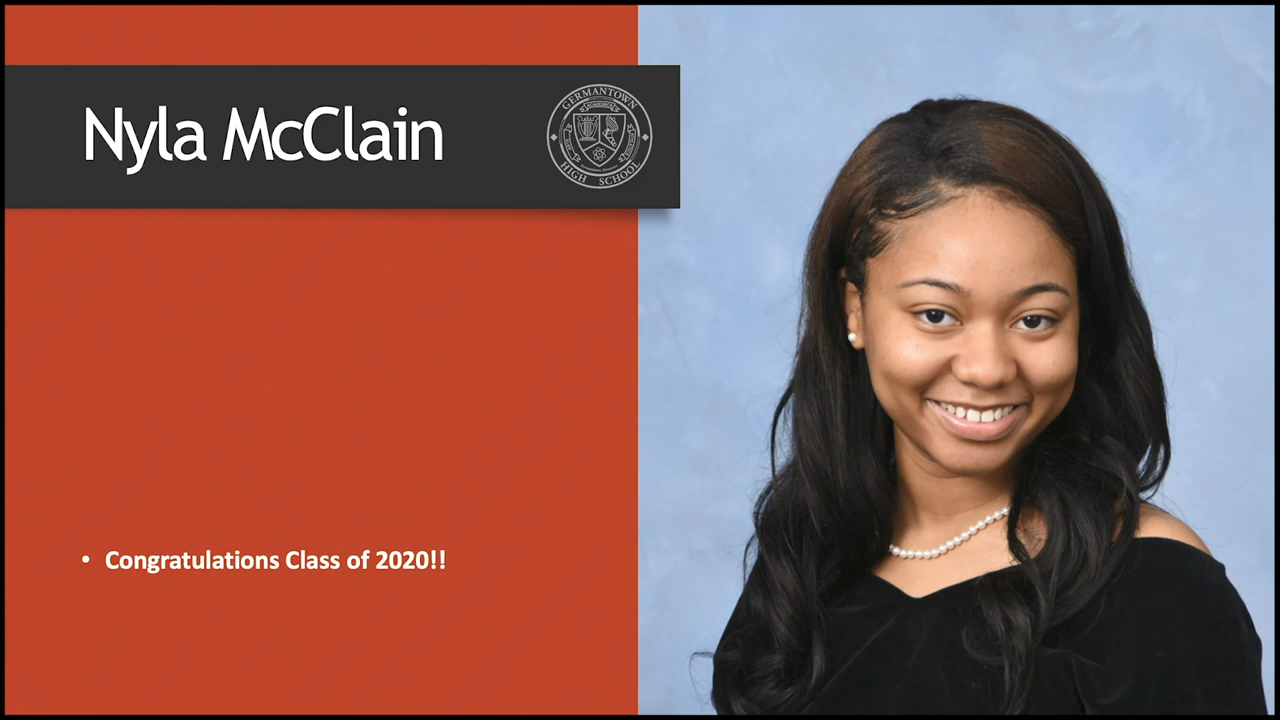 Nyla McClain
GERMANTOWN
HIGH SCHOOL
• Congratulations Class of 2020!!